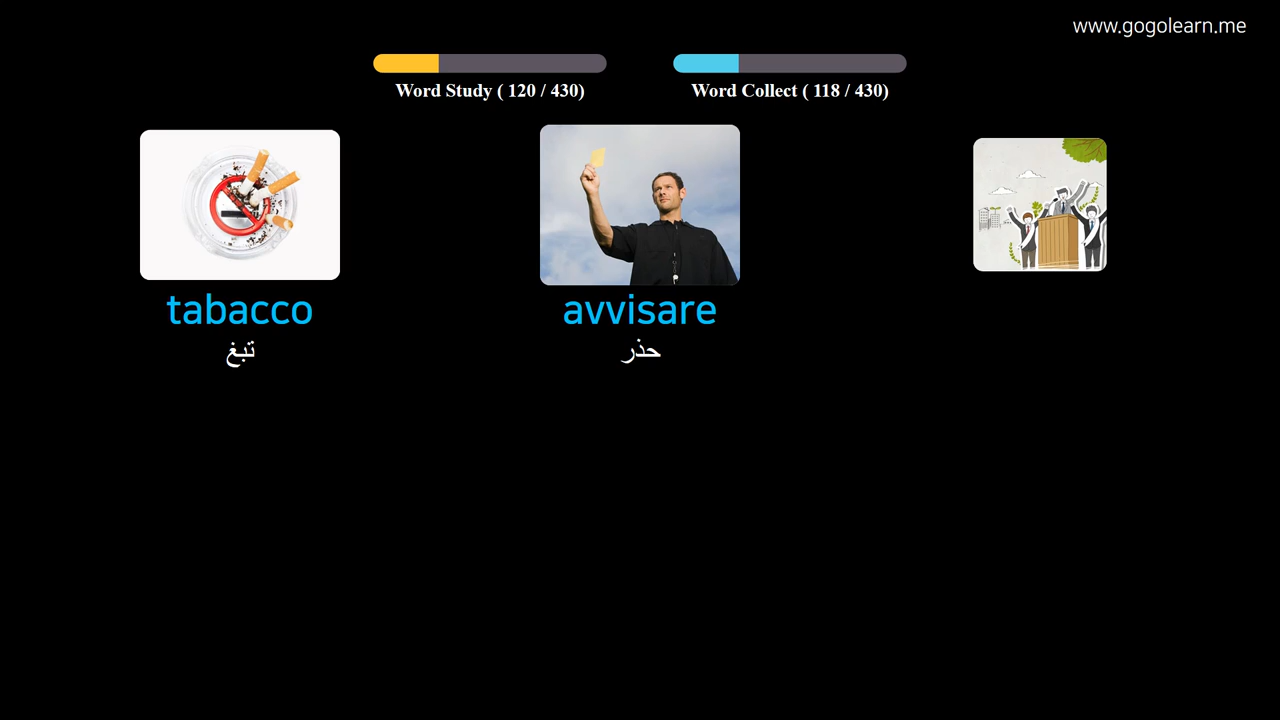 www.gogolearn.me
Word Study ( 120 / 430)
Word Collect ( 118 / 430)
tabacco
تبغ
avvisare
حذر